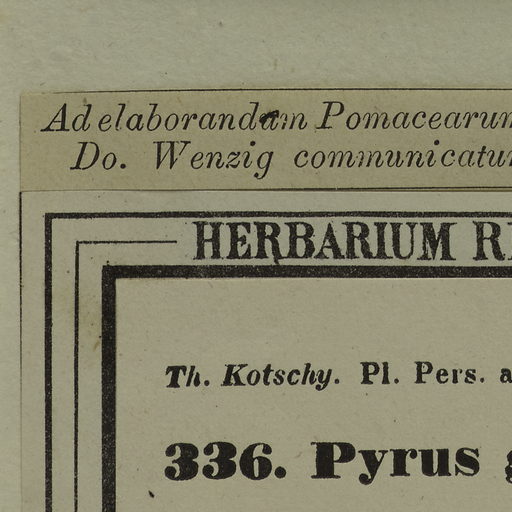 Ad elaborandam Pomacearum
Do. Wenzig communicatum
HERBARIUM
Th. Kotschy. Pl. Pers.
336. Pyrus